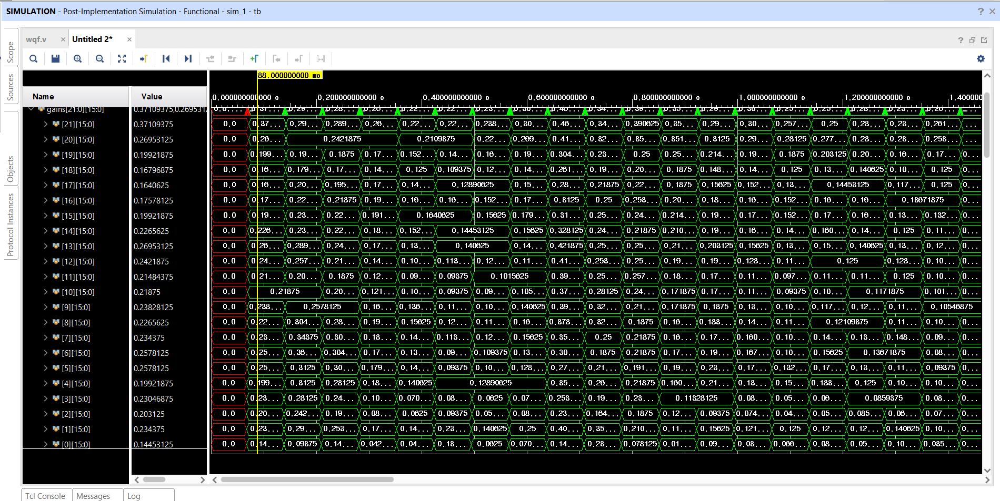 SIMULATION - Post-Implementation Simulation - Functional - sim_1 - tb
wqf.v
Untitled 2*
Scope
Sources
Objects
Protocol Instances
88.000000000 ms
Name Value
0.000000000000 s 0.200000000000 s 0.400000000000 s 0.600000000000 s 0.800000000000 s 1.000000000000 s 1.200000000000 s 1.400000
gains[21:0][15:0] 0.37109375,0.269531
[21][15:0] 0.37109375 0.0 0.37... 0.29... 0.289... 0.26... 0.22... 0.22... 0.238... 0.30... 0.46... 0.34... 0.390625 0.35... 0.29... 0.30... 0.257... 0.25 0.28... 0.23... 0.261...
[20][15:0] 0.26953125 0.0 0.26... 0.2421875 0.2109375 0.22... 0.269... 0.41... 0.32... 0.35... 0.351... 0.3125 0.29... 0.28125 0.277... 0.28... 0.23... 0.253...
[19][15:0] 0.19921875 0.0 0.199... 0.19... 0.1875 0.17... 0.152... 0.14... 0.16... 0.19... 0.304... 0.23... 0.25 0.25... 0.214... 0.19... 0.1875 0.203125 0.20... 0.16... 0.17... 0...
[18][15:0] 0.16796875 0.0 0.16... 0.179... 0.17... 0.14... 0.125 0.109375 0.12... 0.14... 0.261... 0.19... 0.20... 0.1875 0.148... 0.14... 0.125 0.13... 0.140625 0.10... 0.125 0...
[17][15:0] 0.1640625 0.0 0.16... 0.20... 0.195... 0.17... 0.14... 0.12890625 0.15... 0.28... 0.21875 0.22... 0.1875 0.15625 0.152... 0.13... 0.14453125 0.117... 0.125 0...
[16][15:0] 0.17578125 0.0 0.17... 0.22... 0.21875 0.19... 0.16... 0.16... 0.152... 0.17... 0.3125 0.25 0.253... 0.20... 0.18... 0.16... 0.152... 0.16... 0.16... 0.13671875 0...
[15][15:0] 0.19921875 0.0 0.19... 0.23... 0.22... 0.191... 0.1640625 0.15625 0.179... 0.31... 0.25... 0.24... 0.214... 0.19... 0.17... 0.152... 0.17... 0.16... 0.13... 0.132... 0...
[14][15:0] 0.2265625 0.0 0.226... 0.23... 0.22... 0.18... 0.152... 0.14453125 0.15625 0.328125 0.24... 0.21875 0.210... 0.19... 0.16... 0.14... 0.160... 0.14... 0.125 0.11... 0...
[13][15:0] 0.26953125 0.0 0.26... 0.289... 0.24... 0.17... 0.13... 0.140625 0.14... 0.421875 0.25... 0.25... 0.21... 0.203125 0.15625 0.13... 0.15... 0.140625 0.13... 0.12... 0...
[12][15:0] 0.2421875 0.0 0.24... 0.257... 0.21... 0.14... 0.10... 0.113... 0.12... 0.11... 0.41... 0.253... 0.25... 0.19... 0.19... 0.128... 0.11... 0.125 0.128... 0.10... 0...
[11][15:0] 0.21484375 0.0 0.21... 0.20... 0.1875 0.12... 0.09... 0.09375 0.1015625 0.39... 0.25... 0.257... 0.18... 0.17... 0.11... 0.097... 0.11... 0.11... 0.125 0.10... 0...
[10][15:0] 0.21875 0.0 0.21875 0.20... 0.121... 0.10... 0.09375 0.09... 0.105... 0.37... 0.28125 0.24... 0.171875 0.17... 0.11... 0.09375 0.10... 0.1171875 0.101... 0...
[9][15:0] 0.23828125 0.0 0.238... 0.2578125 0.16... 0.136... 0.11... 0.10... 0.140625 0.39... 0.32... 0.21... 0.171875 0.1875 0.13... 0.10... 0.117... 0.12... 0.11... 0.10546875
[8][15:0] 0.2265625 0.0 0.22... 0.304... 0.28... 0.19... 0.15625 0.12... 0.11... 0.16... 0.378... 0.32... 0.1875 0.16... 0.183... 0.14... 0.11... 0.12109375 0.11... 0.10... 0...
[7][15:0] 0.234375 0.0 0.23... 0.34375 0.30... 0.18... 0.14... 0.113... 0.12... 0.15625 0.35... 0.25 0.21875 0.16... 0.17... 0.160... 0.10... 0.14... 0.13... 0.148... 0.09... 0...
[6][15:0] 0.2578125 0.0 0.25... 0.36... 0.304... 0.17... 0.13... 0.09... 0.109375 0.13... 0.30... 0.1875 0.21875 0.17... 0.19... 0.167... 0.10... 0.15625 0.13671875 0.08... 0...
[5][15:0] 0.2578125 0.0 0.25... 0.3125 0.30... 0.179... 0.14... 0.09375 0.10... 0.128... 0.27... 0.21... 0.191... 0.19... 0.23... 0.17... 0.132... 0.17... 0.13... 0.11... 0.09375 0...
[4][15:0] 0.19921875 0.0 0.199... 0.3125 0.28125 0.18... 0.140625 0.12890625 0.35... 0.26... 0.21875 0.160... 0.21... 0.13... 0.15... 0.183... 0.125 0.10... 0.10... 0...
[3][15:0] 0.23046875 0.0 0.23... 0.28125 0.24... 0.10... 0.070... 0.08... 0.0625 0.07... 0.253... 0.19... 0.23... 0.11328125 0.08... 0.05... 0.06... 0.0859375 0.08... 0...
[2][15:0] 0.203125 0.0 0.20... 0.242... 0.19... 0.08... 0.0625 0.09375 0.05... 0.08... 0.23... 0.164... 0.1875 0.12... 0.09375 0.074... 0.04... 0.05... 0.085... 0.06... 0.07... 0...
[1][15:0] 0.234375 0.0 0.23... 0.29... 0.253... 0.17... 0.14... 0.23... 0.140625 0.25 0.40... 0.35... 0.210... 0.11... 0.15625 0.121... 0.125 0.12... 0.12... 0.140625 0.10... 0...
[0][15:0] 0.14453125 0.0 0.14... 0.09375 0.14... 0.042... 0.04... 0.13... 0.0625 0.070... 0.14... 0.23... 0.078125 0.01... 0.09... 0.03... 0.066... 0.08... 0.05... 0.10... 0.035... 0...
Tcl Console Messages Log